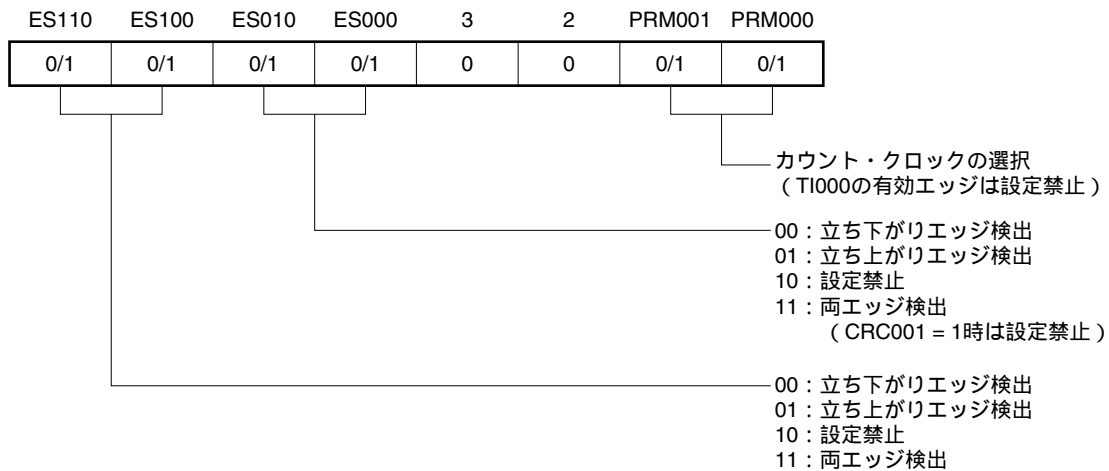 ES110 ES100 ES010 ES000 3 2 PRM001 PRM000
0/1 0/1 0/1 0/1 0 0 0/1 0/1
カウント・クロックの選択
（TI000の有効エッジは設定禁止）
00：立ち下がりエッジ検出
01：立ち上がりエッジ検出
10：設定禁止
11：両エッジ検出
（CRC001 = 1時は設定禁止）
00：立ち下がりエッジ検出
01：立ち上がりエッジ検出
10：設定禁止
11：両エッジ検出